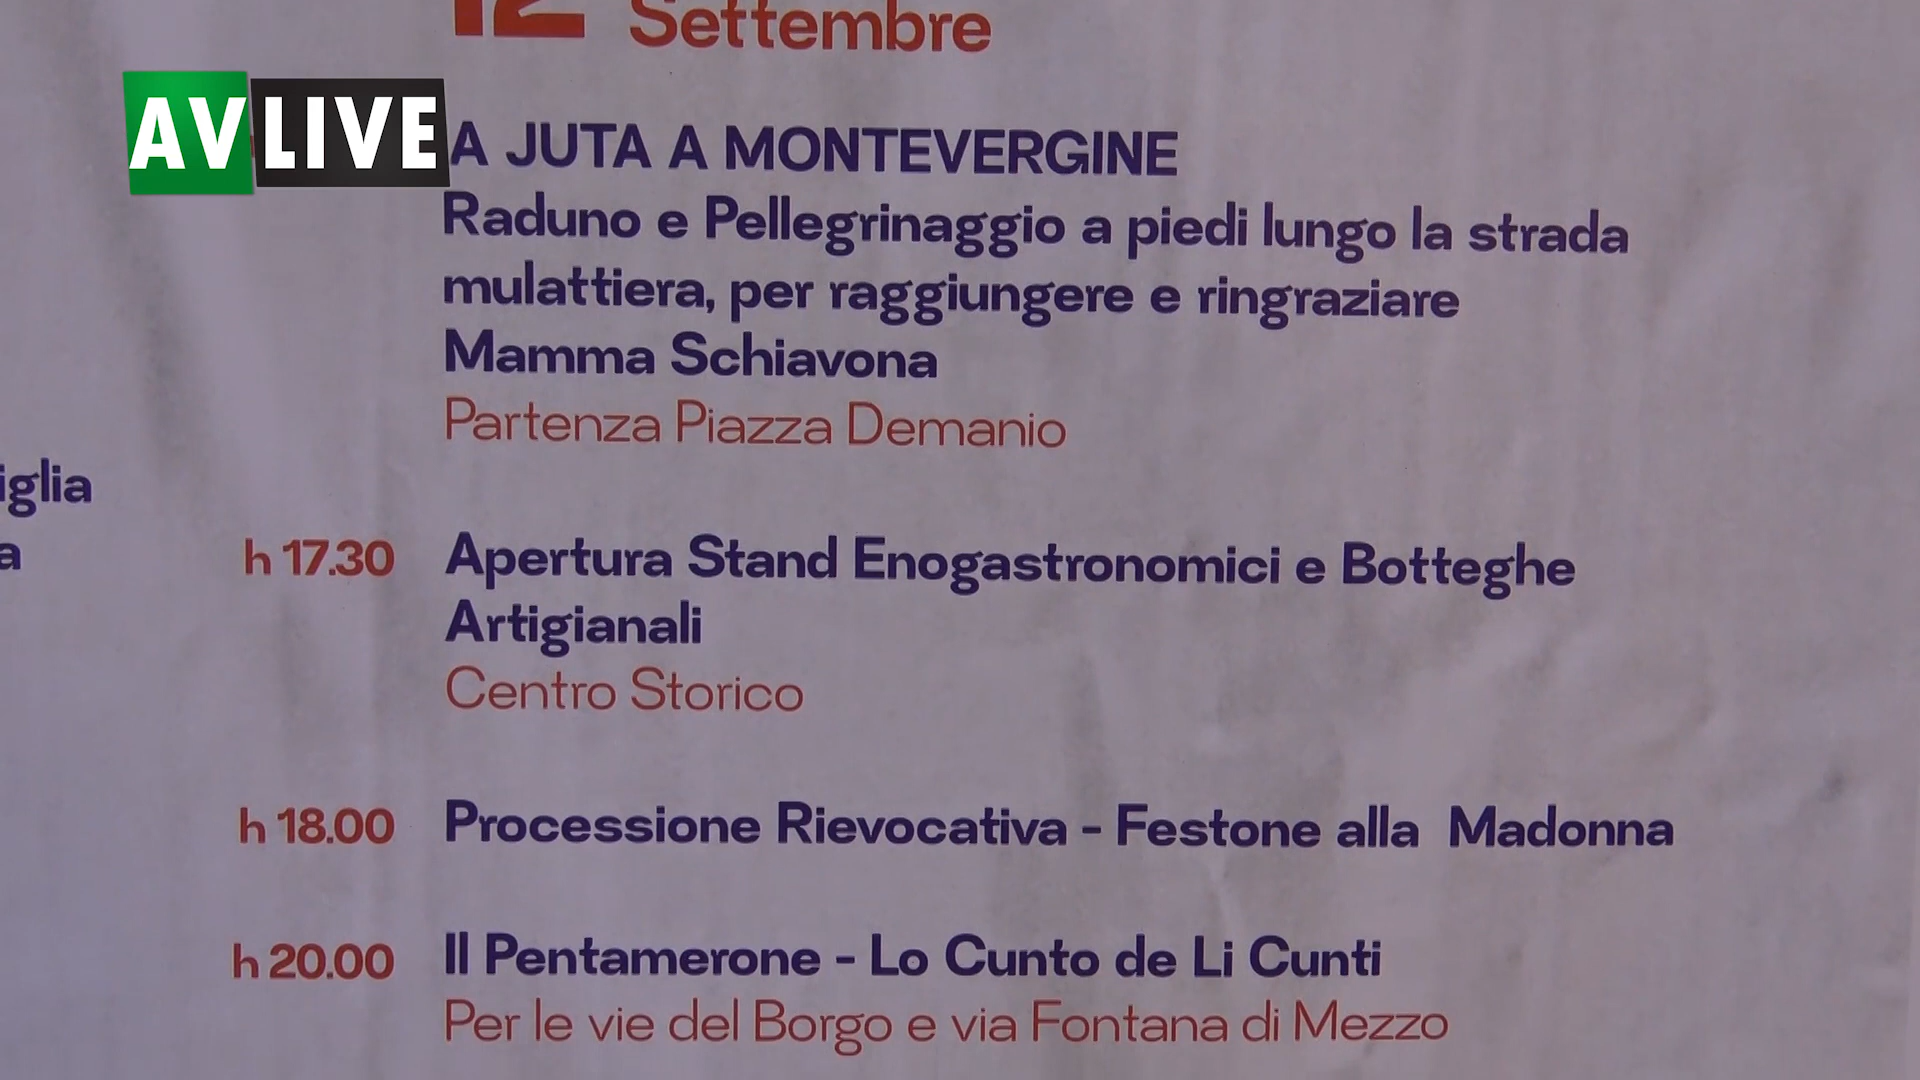 12 Settembre
AVLIVE
A JUTA A MONTEVERGINE
Raduno e Pellegrinaggio a piedi lungo la strada
mulattiera, per raggiungere e ringraziare
Mamma Schiavona
Partenza Piazza Demanio
iglia
a
h 17.30 Apertura Stand Enogastronomici e Botteghe
Artigianali
Centro Storico
h 18.00 Processione Rievocativa - Festone alla Madonna
h 20.00 Il Pentamerone - Lo Cunto de Li Cunti
Per le vie del Borgo e via Fontana di Mezzo